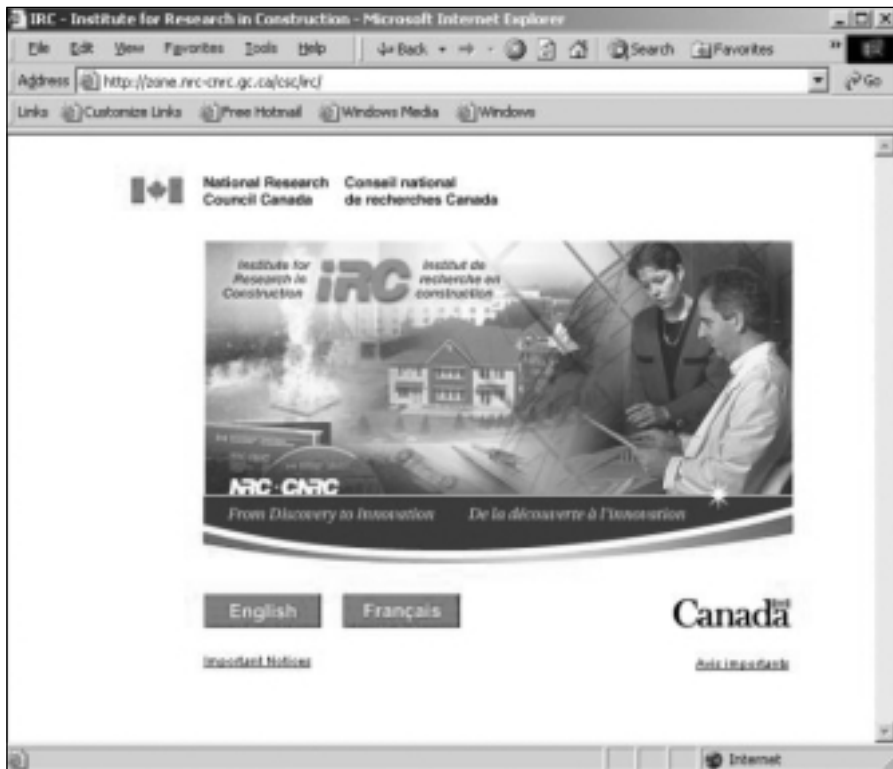 IRC - Institute for Research in Construction - Microsoft Internet Explorer
File Edit View Favorites Tools Help Back Search Favorites »
Address http://zone.nrc-cnrc.gc.ca/csc/irc/ Go
Links Customize Links Free Hotmail Windows Media Windows
National Research Conseil national
Council Canada de recherches Canada
Institute for Research in Construction
IRC
Institut de recherche en construction
NRC · CNRC
From Discovery to Innovation De la découverte à l'innovation
English Français
Canada
Important Notices Avis importants
Internet